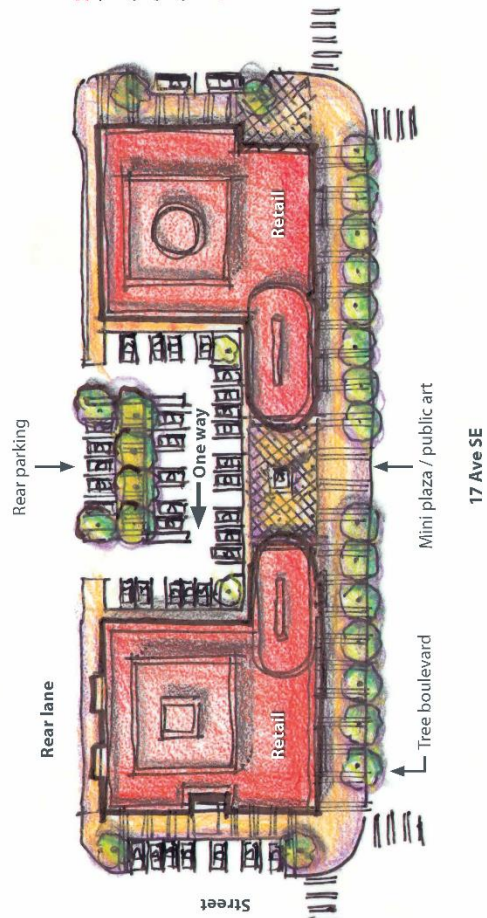 Rear parking
Rear lane
One way
Retail
Retail
Street
Tree boulevard
Mini plaza / public art
17 Ave SE